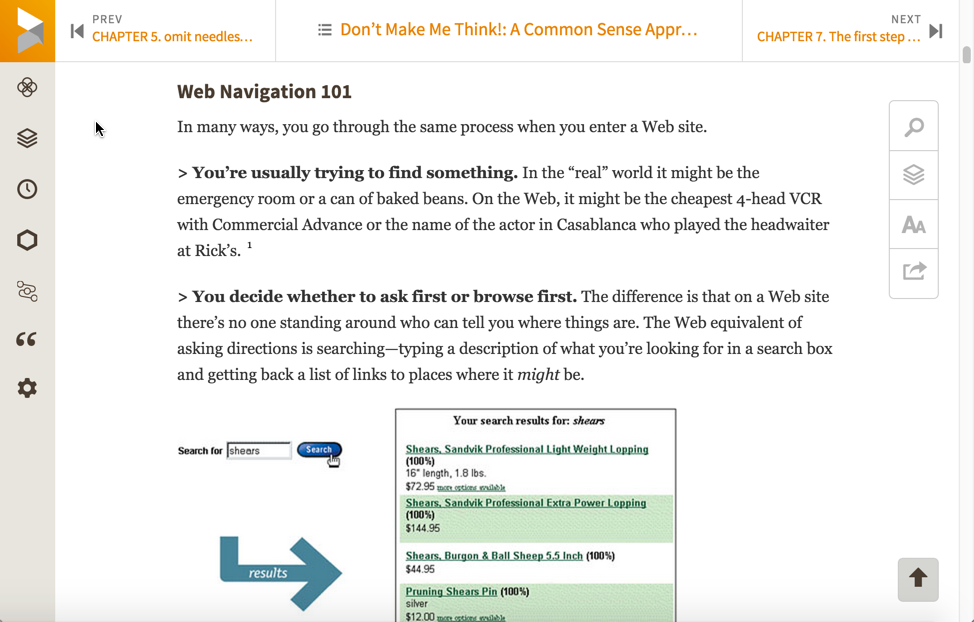 PREV
CHAPTER 5. omit needles...
Don’t Make Me Think!: A Common Sense Appr...
NEXT
CHAPTER 7. The first step ...
Web Navigation 101
In many ways, you go through the same process when you enter a Web site.
> You’re usually trying to find something. In the “real” world it might be the
emergency room or a can of baked beans. On the Web, it might be the cheapest 4-head VCR
with Commercial Advance or the name of the actor in Casablanca who played the headwaiter
at Rick’s. 1
> You decide whether to ask first or browse first. The difference is that on a Web site
there’s no one standing around who can tell you where things are. The Web equivalent of
asking directions is searching—typing a description of what you’re looking for in a search box
and getting back a list of links to places where it might be.
Search for shears Search
results
Your search results for: shears
Shears, Sandvik Professional Light Weight Lopping
(100%)
16" length, 1.8 lbs.
$72.95 more options available
Shears, Sandvik Professional Extra Power Lopping
(100%)
$144.95
Shears, Burgon & Ball Sheep 5.5 Inch (100%)
$44.95
Pruning Shears Pin (100%)
silver
$12.00 more options available
AA